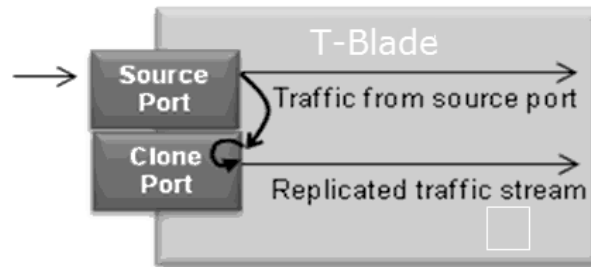 T-Blade
Source
Port
Traffic from source port
Clone
Port
Replicated traffic stream